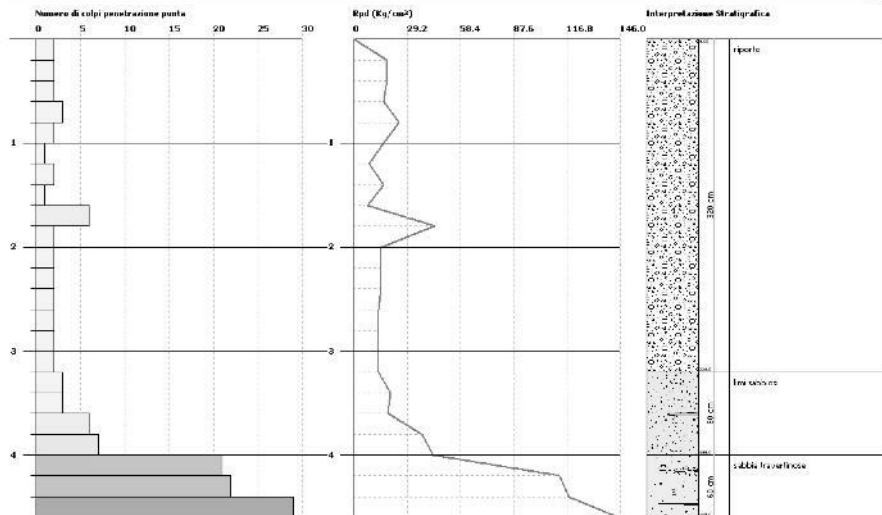 Numero di colpi penetrazione punta
0 5 10 15 20 25 30
Rpd (Kg/cm²)
0.0 29.2 58.4 87.6 116.8 146.0
Interpretazione Stratigrafica
riporto
1
1
320 cm
2
2
3
3
limi sabbiosi
80 cm
4
4
sabbia travertinosa
60 cm